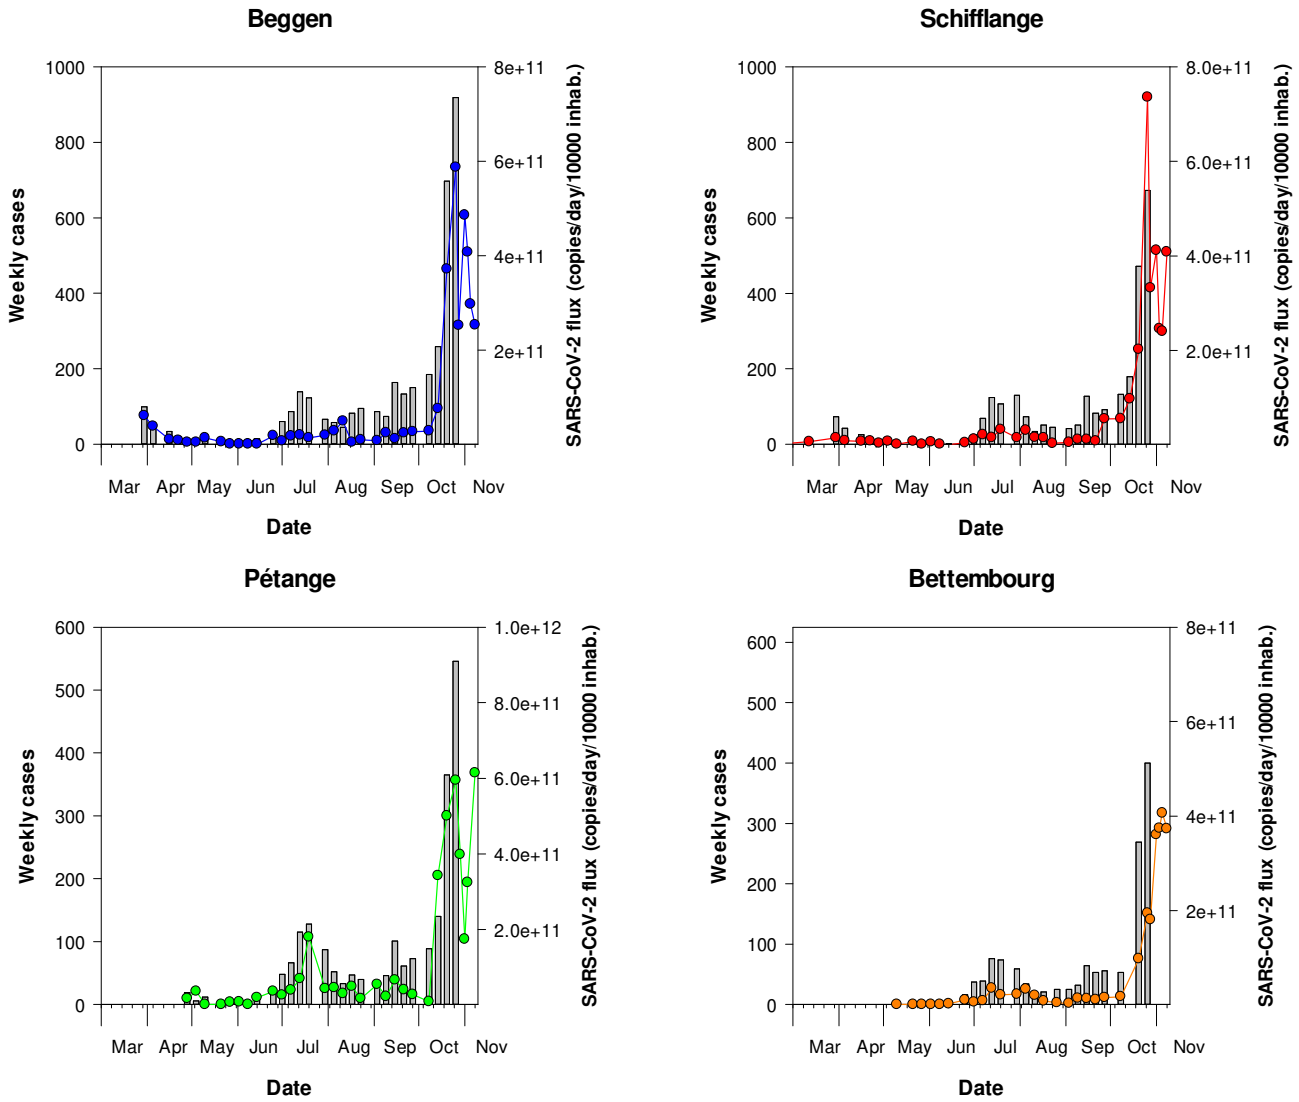 Beggen
1000
800
600
400
200
0
Weekly cases
8e+11
6e+11
4e+11
2e+11
SARS-CoV-2 flux (copies/day/10000 inhab.)
Mar Apr May Jun Jul Aug Sep Oct Nov
Date
Schifflange
1000
800
600
400
200
0
Weekly cases
8.0e+11
6.0e+11
4.0e+11
2.0e+11
SARS-CoV-2 flux (copies/day/10000 inhab.)
Mar Apr May Jun Jul Aug Sep Oct Nov
Date
Pétange
600
500
400
300
200
100
0
Weekly cases
1.0e+12
8.0e+11
6.0e+11
4.0e+11
2.0e+11
SARS-CoV-2 flux (copies/day/10000 inhab.)
Mar Apr May Jun Jul Aug Sep Oct Nov
Date
Bettembourg
600
500
400
300
200
100
0
Weekly cases
8e+11
6e+11
4e+11
2e+11
SARS-CoV-2 flux (copies/day/10000 inhab.)
Mar Apr May Jun Jul Aug Sep Oct Nov
Date